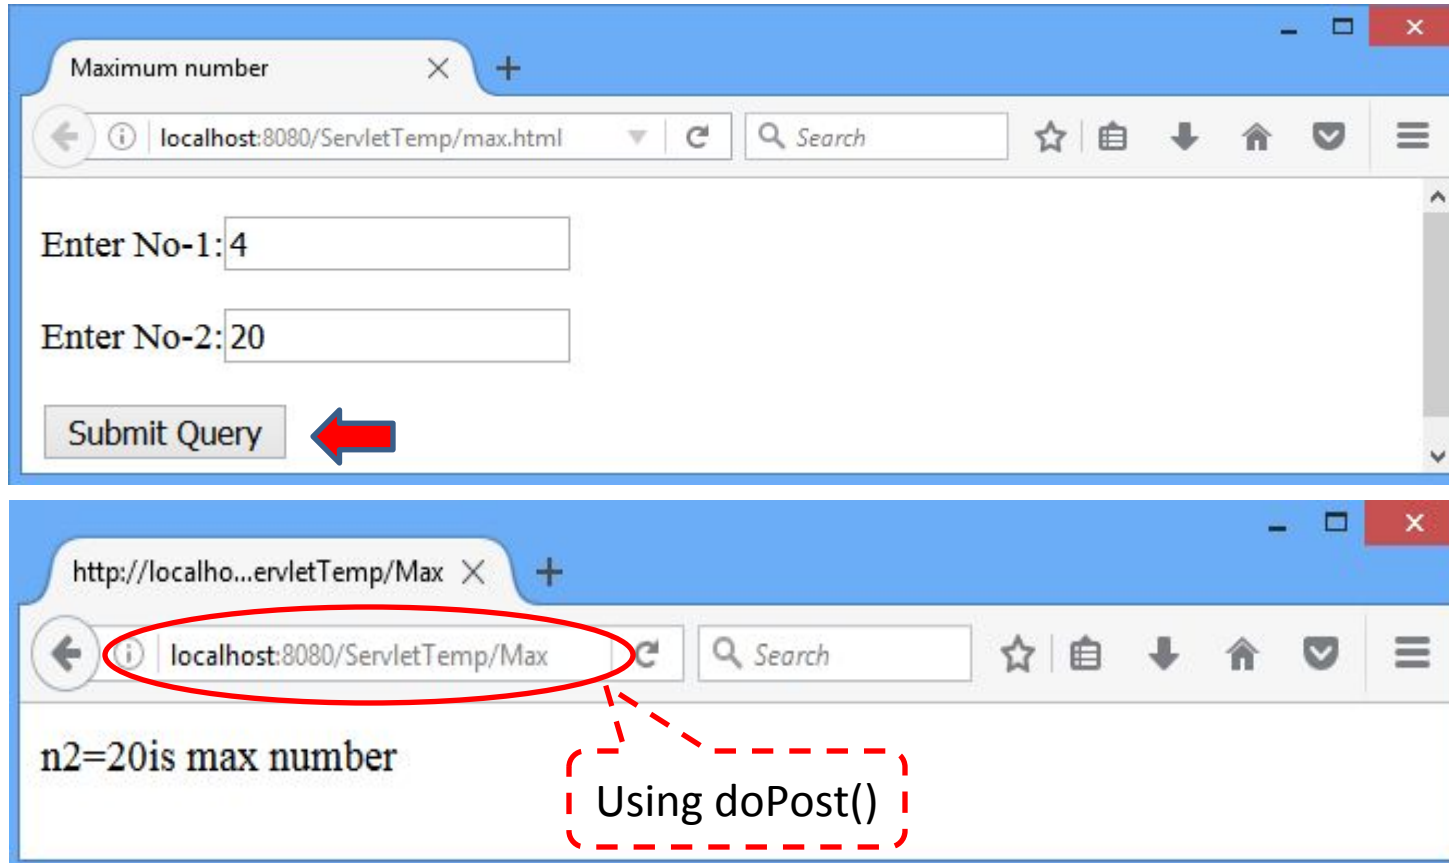 Maximum number
localhost:8080/ServletTemp/max.html
Search
Enter No-1: 4
Enter No-2: 20
Submit Query
http://localho...ervletTemp/Max
localhost:8080/ServletTemp/Max
Search
n2=20is max number
Using doPost()